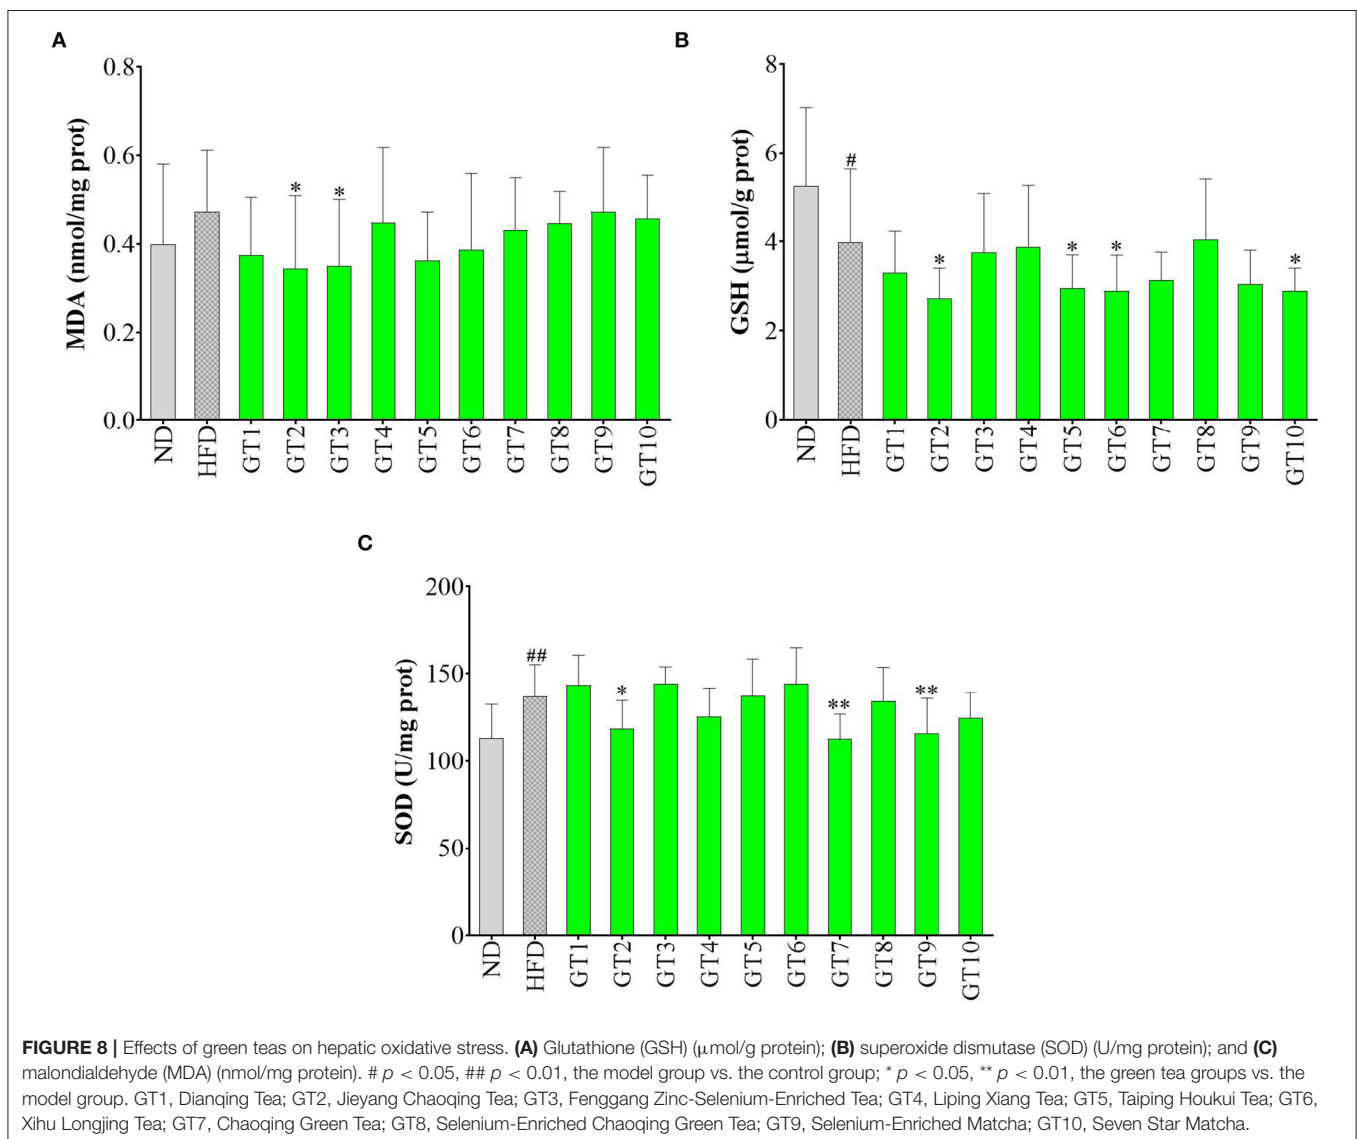 A
MDA (nmol/mg prot)
0.8
0.6
0.4
0.2
0.0
* *
ND HFD GT1 GT2 GT3 GT4 GT5 GT6 GT7 GT8 GT9 GT10
B
GSH (μmol/g prot)
8
6
4
2
0
# * * * *
ND HFD GT1 GT2 GT3 GT4 GT5 GT6 GT7 GT8 GT9 GT10
C
SOD (U/mg prot)
200
150
100
50
0
## * ** **
ND HFD GT1 GT2 GT3 GT4 GT5 GT6 GT7 GT8 GT9 GT10
FIGURE 8 | Effects of green teas on hepatic oxidative stress. (A) Glutathione (GSH) (μmol/g protein); (B) superoxide dismutase (SOD) (U/mg protein); and (C)
malondialdehyde (MDA) (nmol/mg protein). # p < 0.05, ## p < 0.01, the model group vs. the control group; * p < 0.05, ** p < 0.01, the green tea groups vs. the
model group. GT1, Dianqing Tea; GT2, Jieyang Chaoqing Tea; GT3, Fenggang Zinc-Selenium-Enriched Tea; GT4, Liping Xiang Tea; GT5, Taiping Houkui Tea; GT6,
Xihu Longjing Tea; GT7, Chaoqing Green Tea; GT8, Selenium-Enriched Chaoqing Green Tea; GT9, Selenium-Enriched Matcha; GT10, Seven Star Matcha.